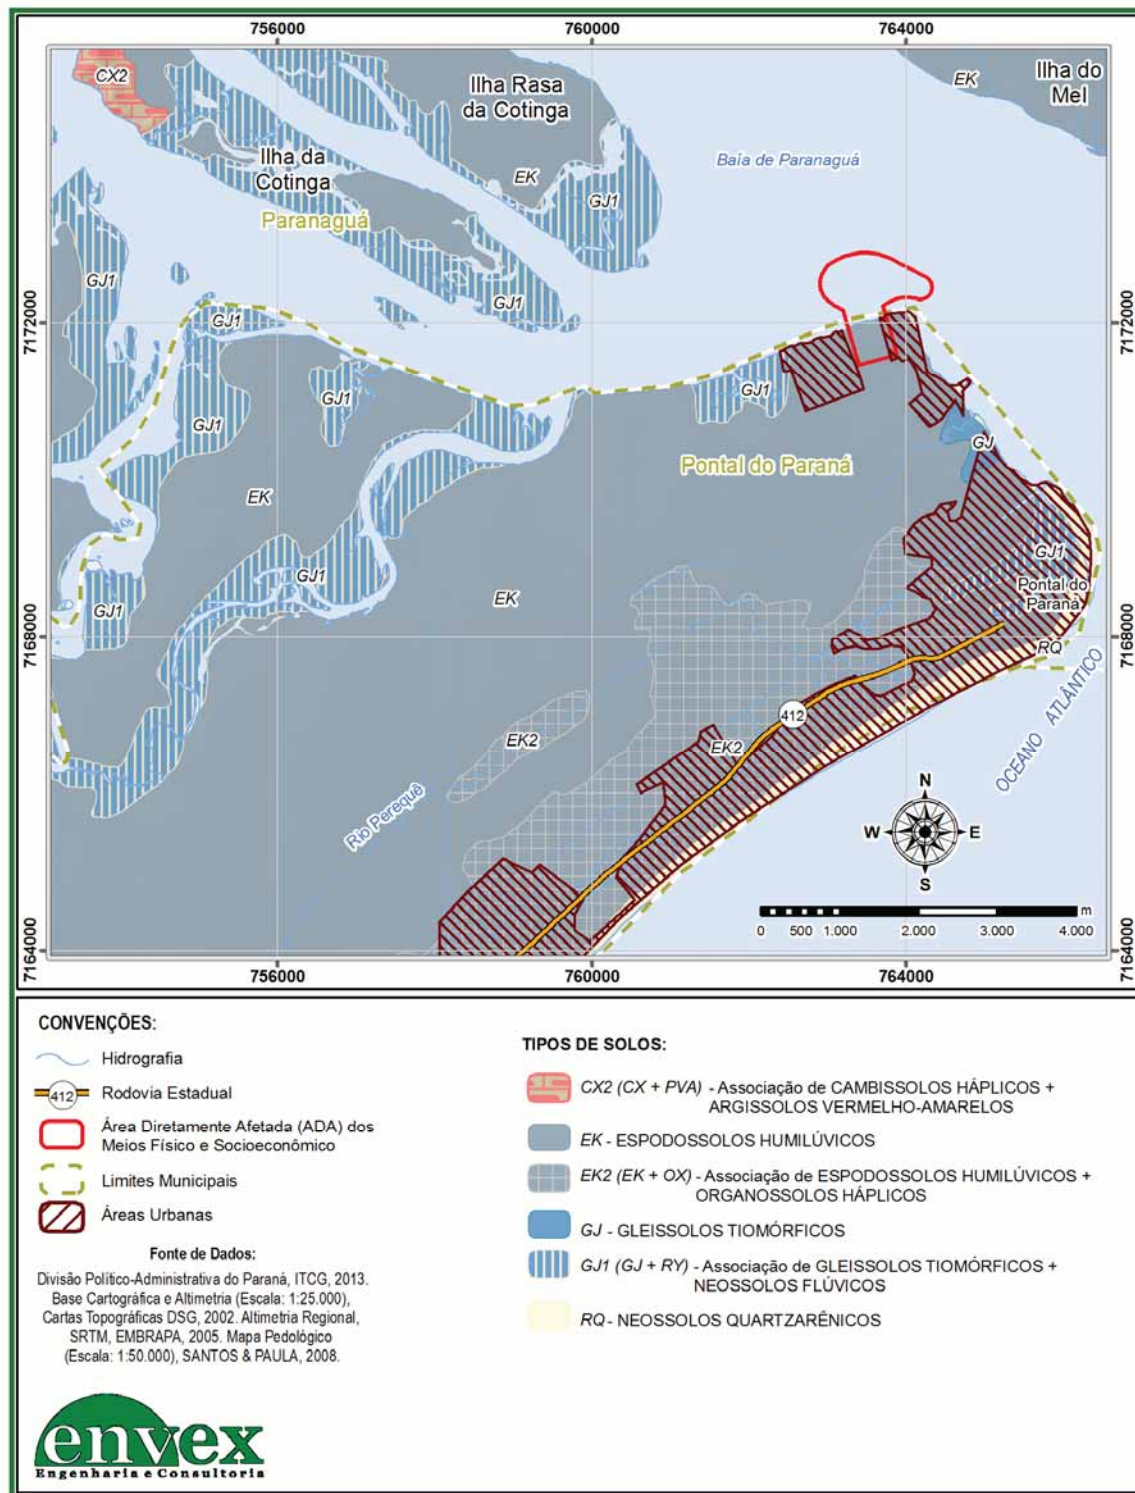 756000
760000
764000
CX2
Ilha Rasa
da Cotinga
EK
Ilha do
Mel
Ilha da
Cotinga
Baía de Paranaguá
EK
Paranaguá
GJ1
GJ1
GJ1
GJ1
7172000
7172000
GJ1
GJ1
GJ1
GJ
Pontal do Paraná
EK
GJ1
GJ1
EK
Pontal do
Paraná
GJ1
7168000
7168000
RQ
412
EK2
EK2
OCEANO ATLÂNTICO
Rio Perequê
N
W
E
S
m
0
500
1.000
2.000
3.000
4.000
7164000
7164000
756000
760000
764000
CONVENÇÕES:
Hidrografia
412
Rodovia Estadual
Área Diretamente Afetada (ADA) dos
Meios Físico e Socioeconômico
Limites Municipais
Áreas Urbanas
Fonte de Dados:
Divisão Político-Administrativa do Paraná, ITCG, 2013.
Base Cartográfica e Altimetria (Escala: 1:25.000),
Cartas Topográficas DSG, 2002. Altimetria Regional,
SRTM, EMBRAPA, 2005. Mapa Pedológico
(Escala: 1:50.000), SANTOS & PAULA, 2008.
TIPOS DE SOLOS:
CX2 (CX + PVA) - Associação de CAMBISSOLOS HÁPLICOS +
ARGISSOLOS VERMELHO-AMARELOS
EK - ESPODOSSOLOS HUMILÚVICOS
EK2 (EK + OX) - Associação de ESPODOSSOLOS HUMILÚVICOS +
ORGANOSSOLOS HÁPLICOS
GJ - GLEISSOLOS TIOMÓRFICOS
GJ1 (GJ + RY) - Associação de GLEISSOLOS TIOMÓRFICOS +
NEOSSOLOS FLÚVICOS
RQ - NEOSSOLOS QUARTZARÊNICOS
envex
Engenharia e Consultoria